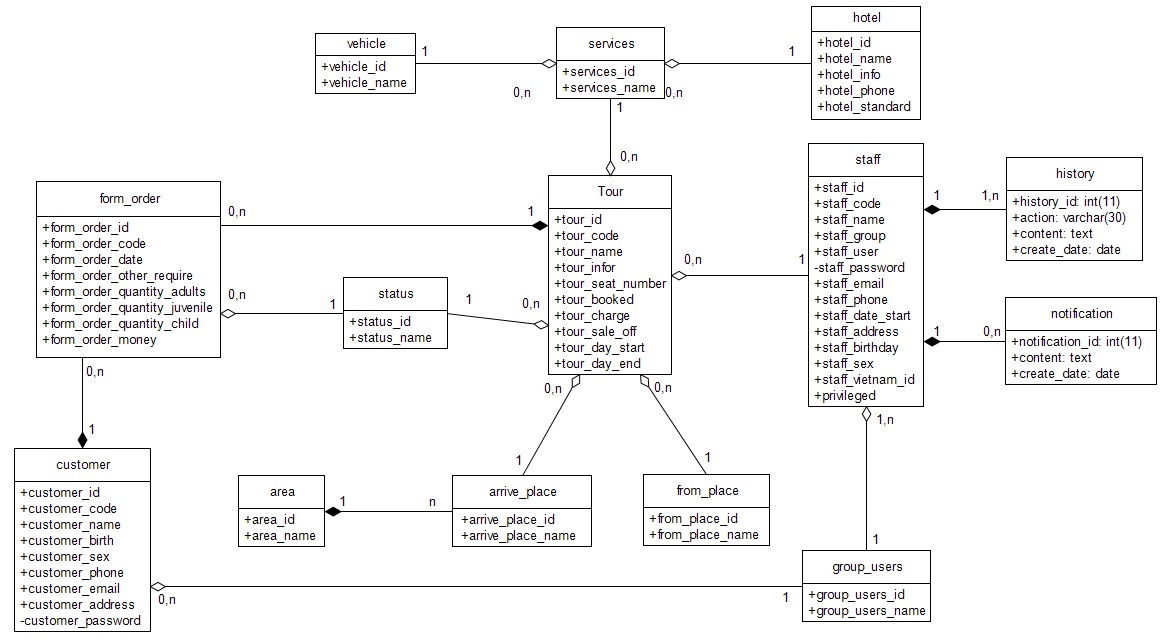 vehicle
+vehicle_id
+vehicle_name
1
0,n
services
+services_id
+services_name
0,n
1
hotel
+hotel_id
+hotel_name
+hotel_info
+hotel_phone
+hotel_standard
1
0,n
form_order
+form_order_id
+form_order_code
+form_order_date
+form_order_other_require
+form_order_quantity_adults
+form_order_quantity_juvenile
+form_order_quantity_child
+form_order_money
0,n
1
0,n
1
status
+status_id
+status_name
1
0,n
Tour
+tour_id
+tour_code
+tour_name
+tour_infor
+tour_seat_number
+tour_booked
+tour_charge
+tour_sale_off
+tour_day_start
+tour_day_end
0,n
1
staff
+staff_id
+staff_code
+staff_name
+staff_group
+staff_user
-staff_password
+staff_email
+staff_phone
+staff_date_start
+staff_address
+staff_birthday
+staff_sex
+staff_vietnam_id
+privileged
1
1,n
history
+history_id: int(11)
+action: varchar(30)
+content: text
+create_date: date
1
0,n
notification
+notification_id: int(11)
+content: text
+create_date: date
0,n
1
0,n
0,n
1
1
1,n
1
customer
+customer_id
+customer_code
+customer_name
+customer_birth
+customer_sex
+customer_phone
+customer_email
+customer_address
-customer_password
area
+area_id
+area_name
1
n
arrive_place
+arrive_place_id
+arrive_place_name
from_place
+from_place_id
+from_place_name
0,n
1
group_users
+group_users_id
+group_users_name